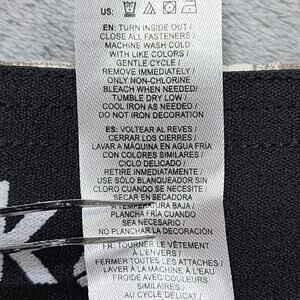 US:
EN: TURN INSIDE OUT /
CLOSE ALL FASTENERS /
MACHINE WASH COLD
WITH LIKE COLORS /
GENTLE CYCLE /
REMOVE IMMEDIATELY /
ONLY NON-CHLORINE
BLEACH WHEN NEEDED/
TUMBLE DRY LOW /
COOL IRON AS NEEDED /
DO NOT IRON DECORATION
ES: VOLTEAR AL REVES /
CERRAR LOS CIERRES /
LAVAR A MÁQUINA EN AGUA FRÍA
CON COLORES SIMILARES /
CICLO DELICADO /
RETIRE INMEDIATAMENTE /
USE SÓLO BLANQUEADOR SIN
CLORO CUANDO SE NECESITE /
SECAR EN SECADORA
A TEMPERATURA BAJA /
PLANCHA FRÍA CUANDO
SEA NECESARIO /
NO PLANCHAR LA DECORACIÓN
FR: TOURNER LE VÊTEMENT
À L'ENVERS /
FERMER TOUTES LES ATTACHES /
LAVER À LA MACHINE À L'EAU
FROIDE AVEC COULEURS
SIMILAIRES /
AU CYCLE DÉLICAT
K